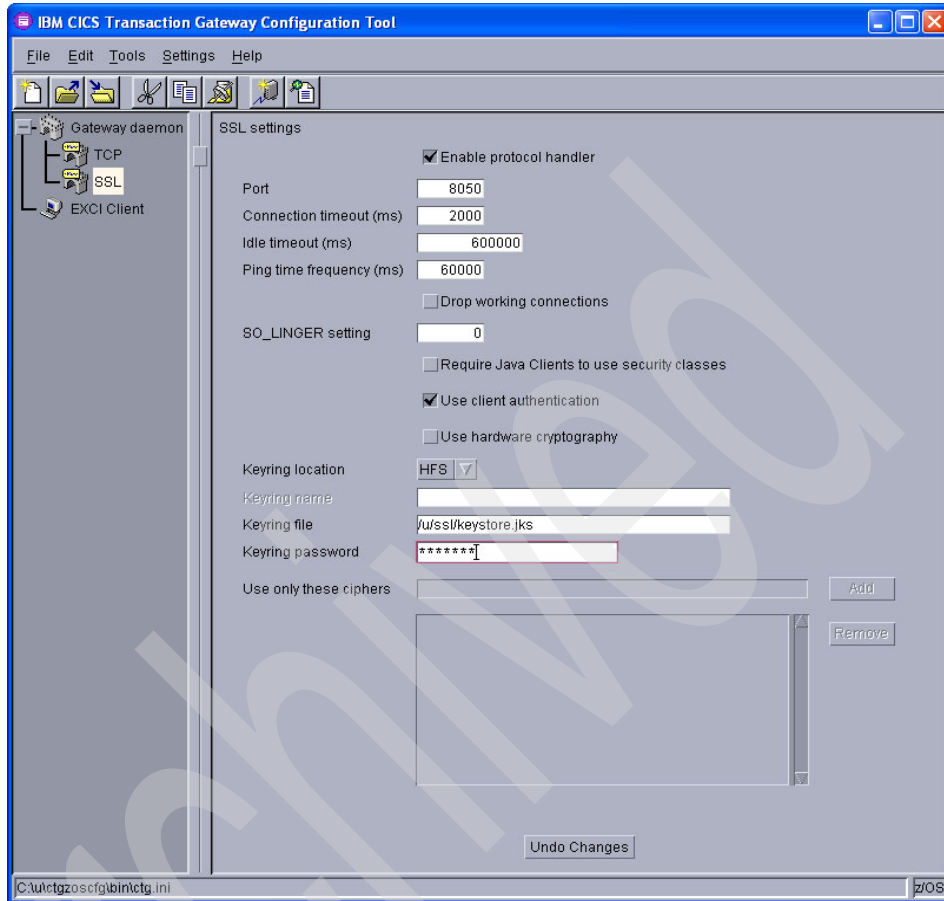 IBM CICS Transaction Gateway Configuration Tool
File Edit Tools Settings Help
Gateway daemon
TCP
SSL
EXCI Client
SSL settings
Enable protocol handler
Port 8050
Connection timeout (ms) 2000
Idle timeout (ms) 600000
Ping time frequency (ms) 60000
Drop working connections
SO_LINGER setting 0
Require Java Clients to use security classes
Use client authentication
Use hardware cryptography
Keyring location HFS
Keyring name
Keyring file /u/ssl/keystore.jks
Keyring password *******
Use only these ciphers Add
Remove
Undo Changes
C:\u\ctgzoscfg\bin\ctg.ini z/OS
Archived